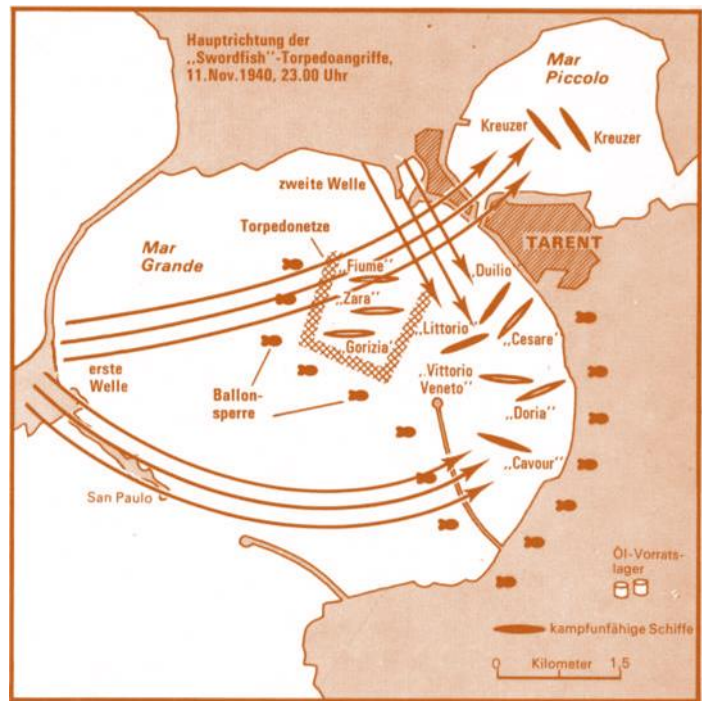 Hauptrichtung der
„Swordfish"-Torpedoangriffe,
11.Nov.1940, 23.00 Uhr
Mar
Piccolo
Kreuzer
Kreuzer
zweite Welle
Torpedonetze
TARENT
Mar
Grande
„Fiume"
„Duilio
„Zara"
„Littorio"
„Cesare'
„Gorizia'
erste
Welle
„Vittorio
Veneto"
Ballon-
sperre
„Doria"
„Cavour"
San Paulo
Öl-Vorrats-
lager
kampfunfähige Schiffe
0 Kilometer 1,5